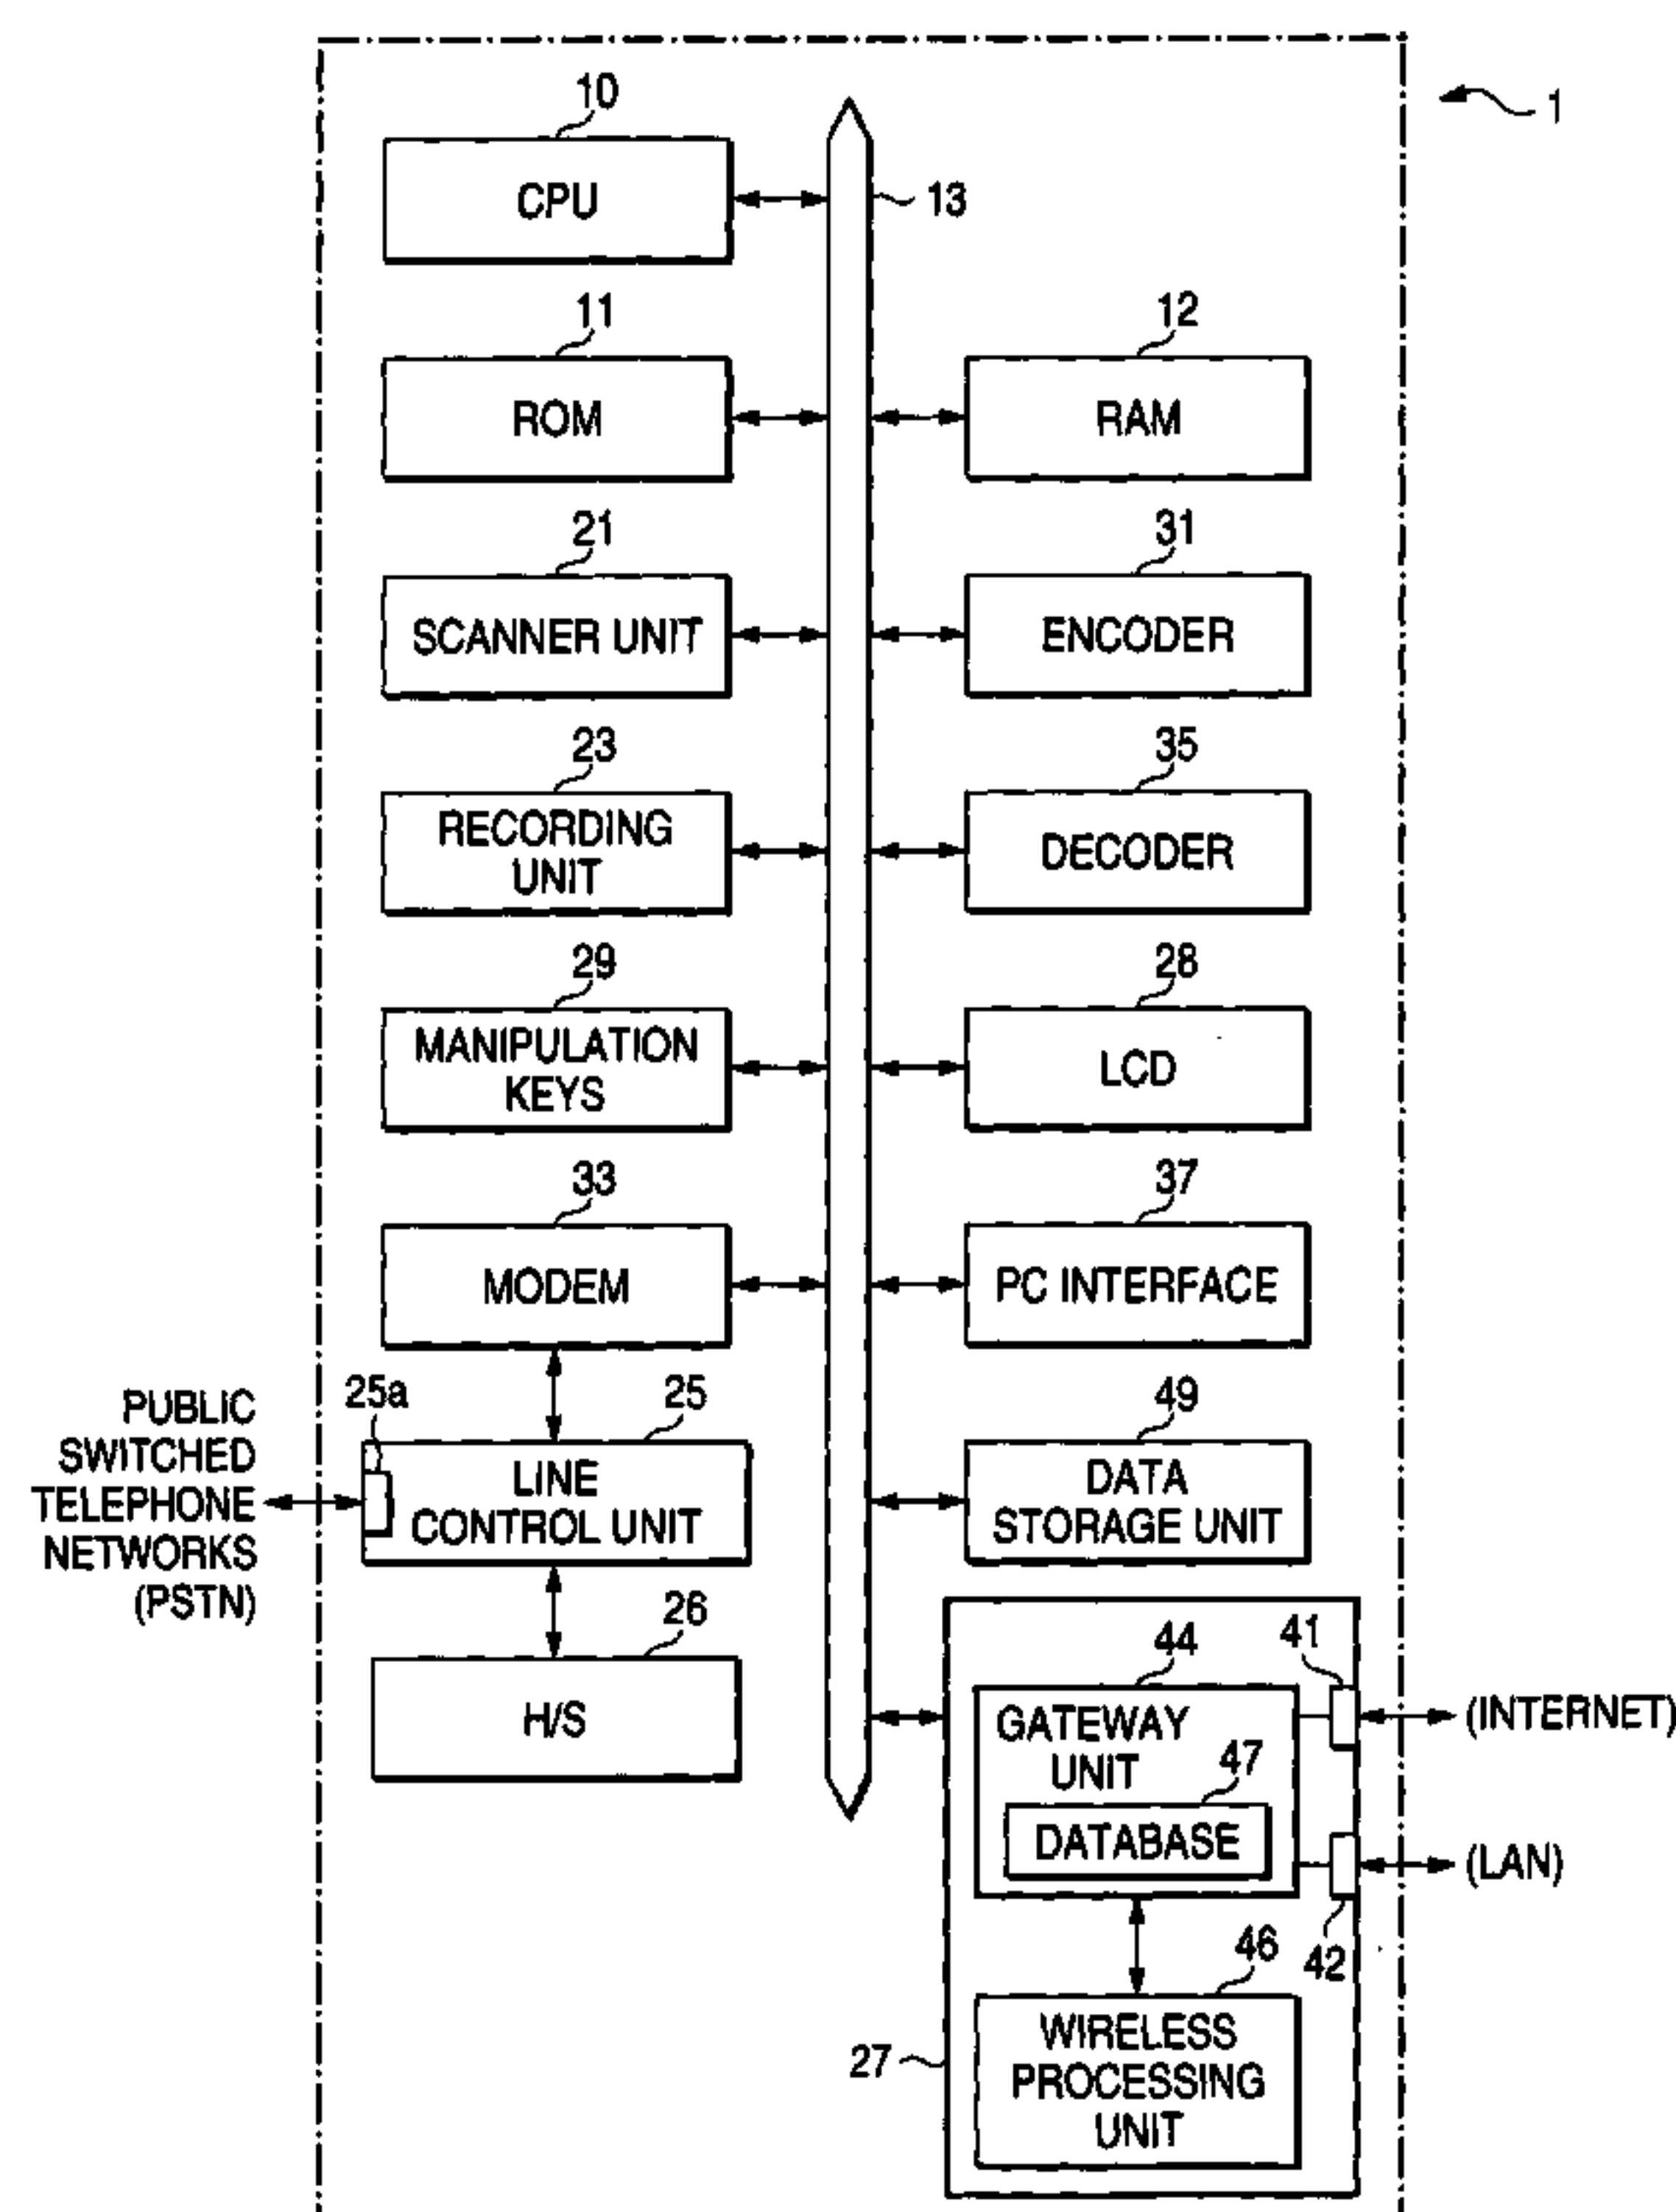 1
10
CPU
13
11
ROM
12
RAM
21
SCANNER UNIT
31
ENCODER
23
RECORDING
UNIT
35
DECODER
29
MANIPULATION
KEYS
28
LCD
33
MODEM
37
PC INTERFACE
PUBLIC
SWITCHED
TELEPHONE
NETWORKS
(PSTN)
25a
25
LINE
CONTROL UNIT
49
DATA
STORAGE UNIT
26
H/S
44
41
GATEWAY
UNIT
(INTERNET)
47
DATABASE
(LAN)
42
46
WIRELESS
PROCESSING
UNIT
27